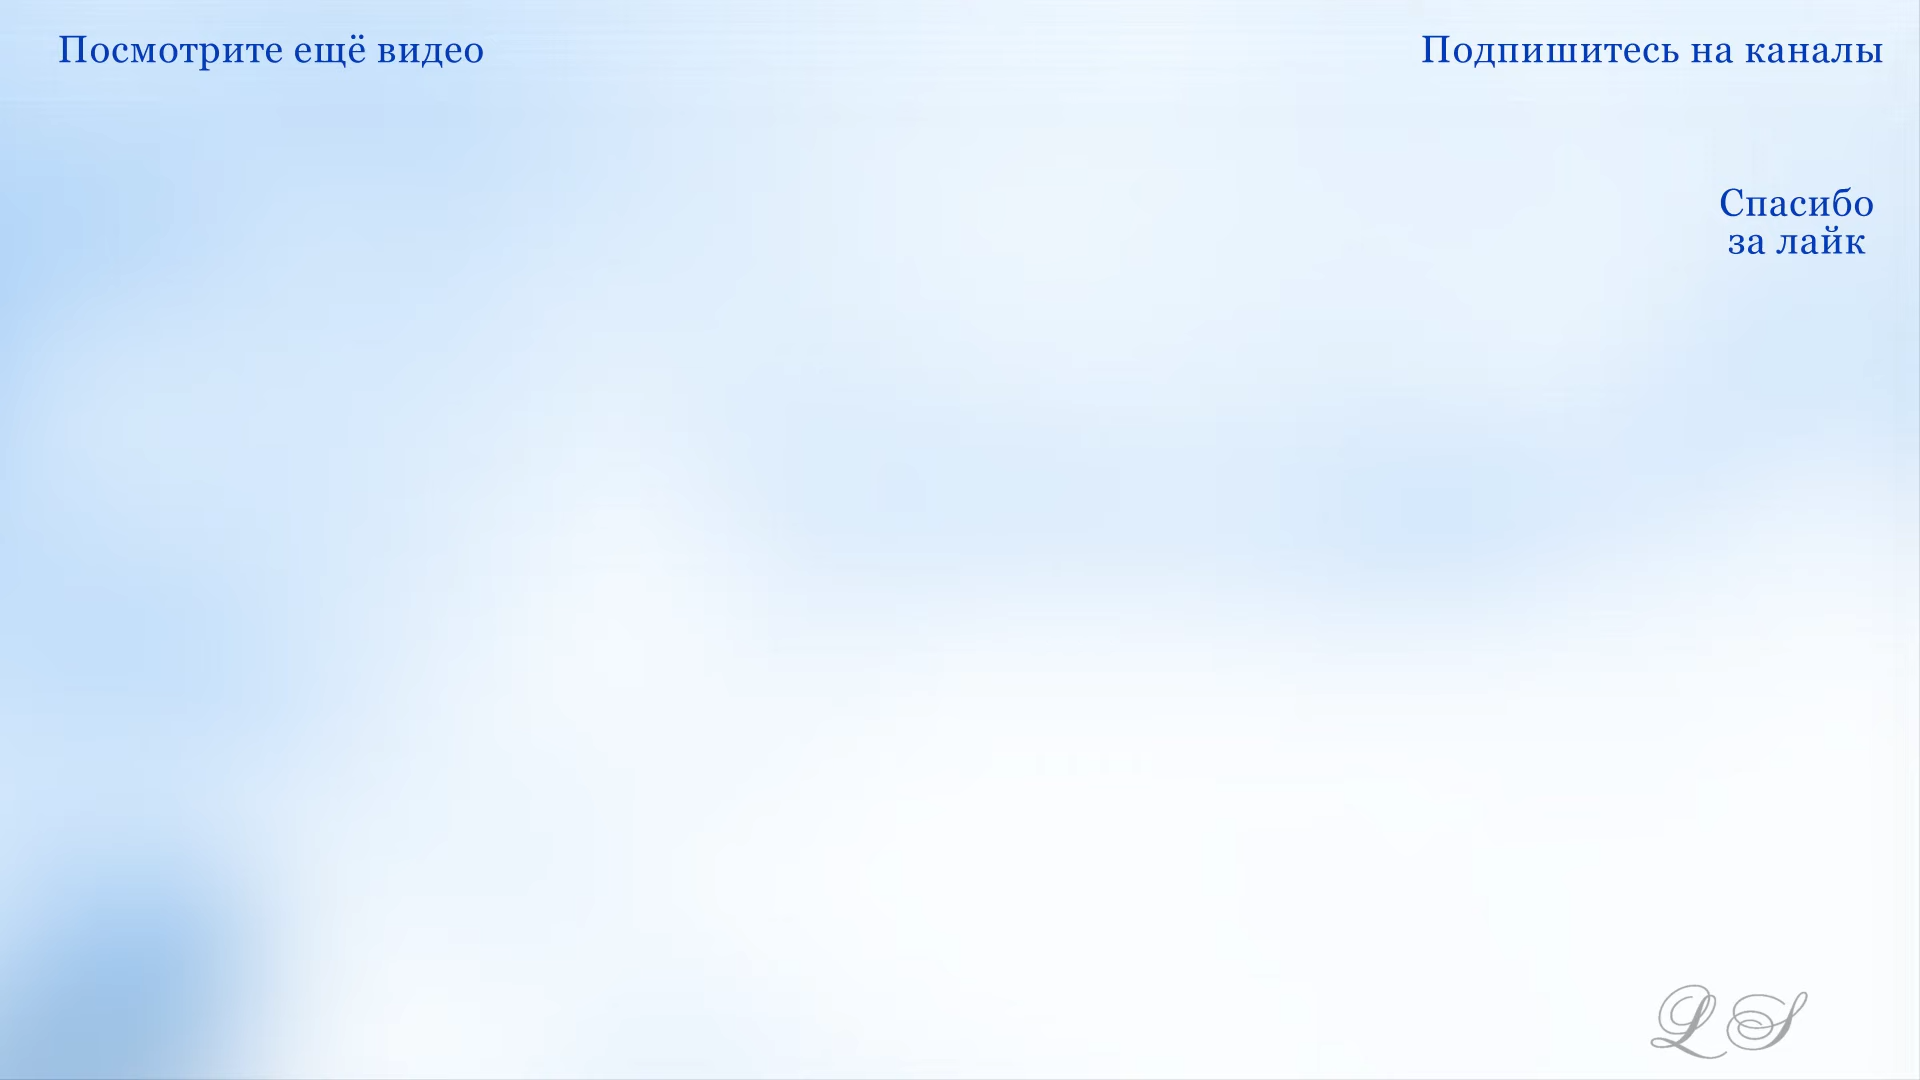 Посмотрите ещё видео
Подпишитесь на каналы
Спасибо
за лайк
LS